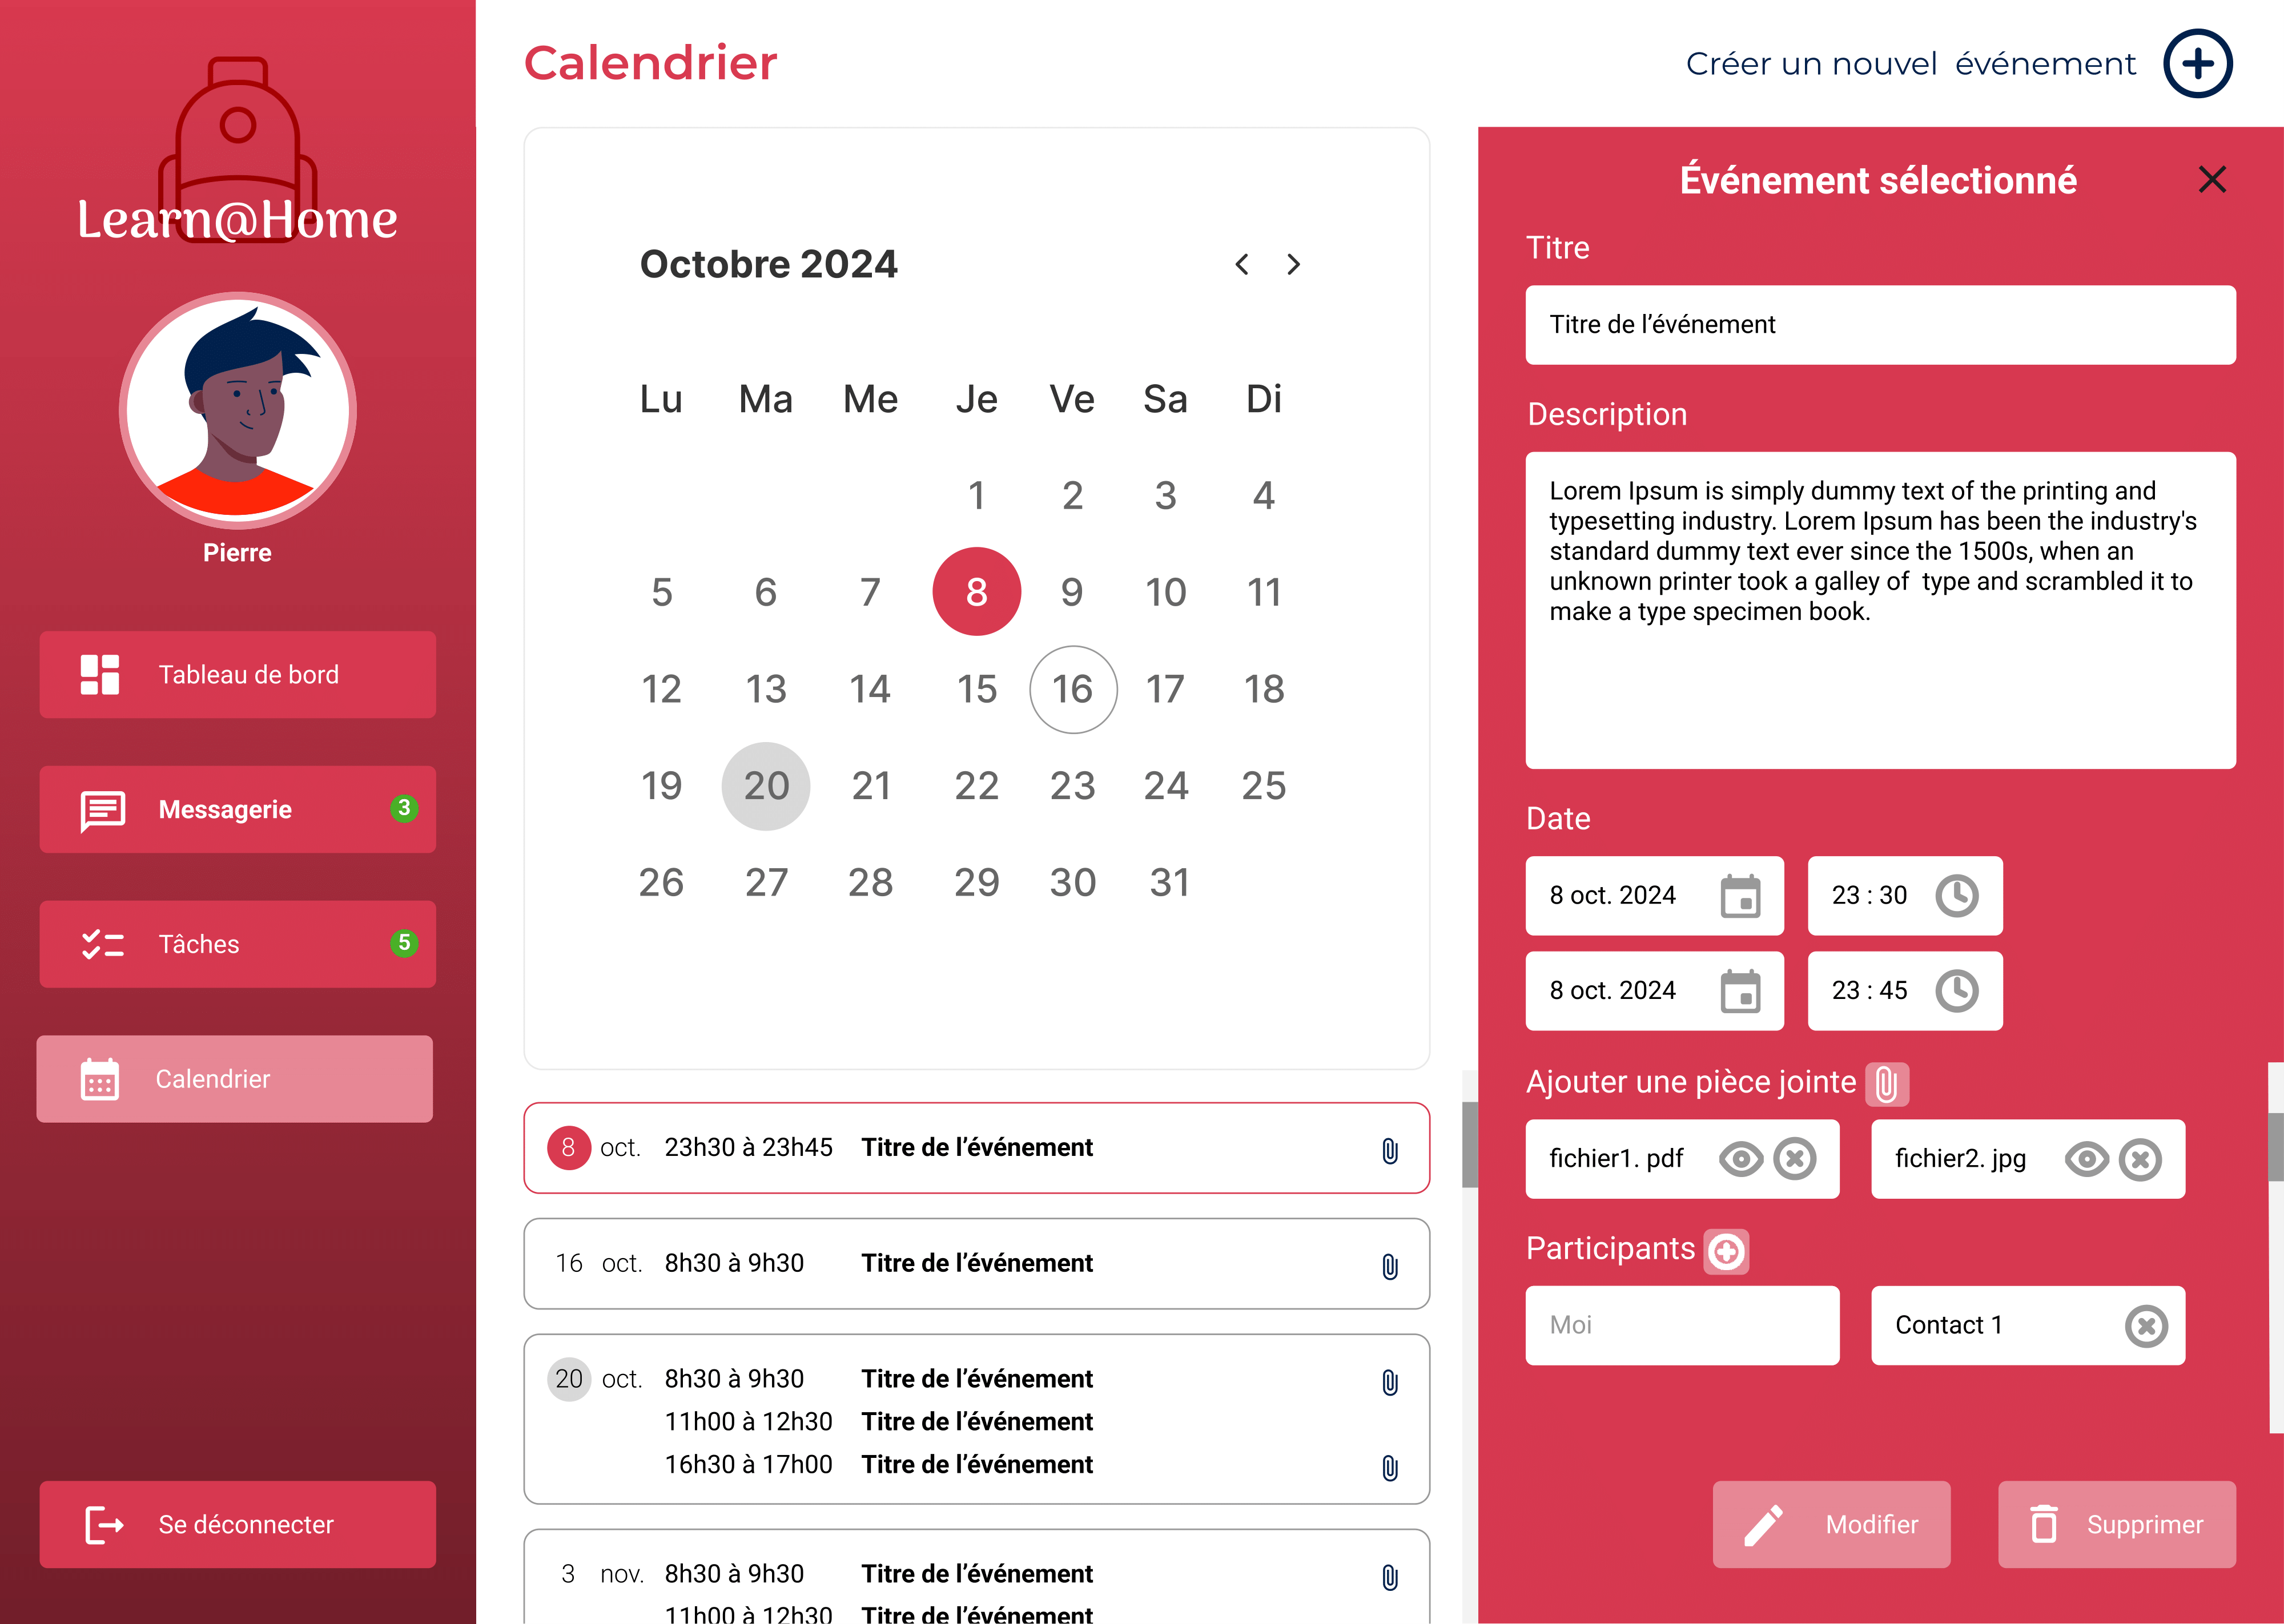 Learn@Home
Pierre
Tableau de bord
Messagerie 3
Tâches 5
Calendrier
Se déconnecter
Calendrier
Créer un nouvel événement
Octobre 2024
Lu Ma Me Je Ve Sa Di
1 2 3 4
5 6 7 8 9 10 11
12 13 14 15 16 17 18
19 20 21 22 23 24 25
26 27 28 29 30 31
8 oct. 23h30 à 23h45 Titre de l’événement
16 oct. 8h30 à 9h30 Titre de l’événement
20 oct. 8h30 à 9h30 Titre de l’événement
11h00 à 12h30 Titre de l’événement
16h30 à 17h00 Titre de l’événement
3 nov. 8h30 à 9h30 Titre de l’événement
11h00 à 12h30 Titre de l’événement
Événement sélectionné
Titre
Titre de l’événement
Description
Lorem Ipsum is simply dummy text of the printing and
typesetting industry. Lorem Ipsum has been the industry's
standard dummy text ever since the 1500s, when an
unknown printer took a galley of type and scrambled it to
make a type specimen book.
Date
8 oct. 2024 23 : 30
8 oct. 2024 23 : 45
Ajouter une pièce jointe
fichier1. pdf fichier2. jpg
Participants
Moi Contact 1
Modifier Supprimer